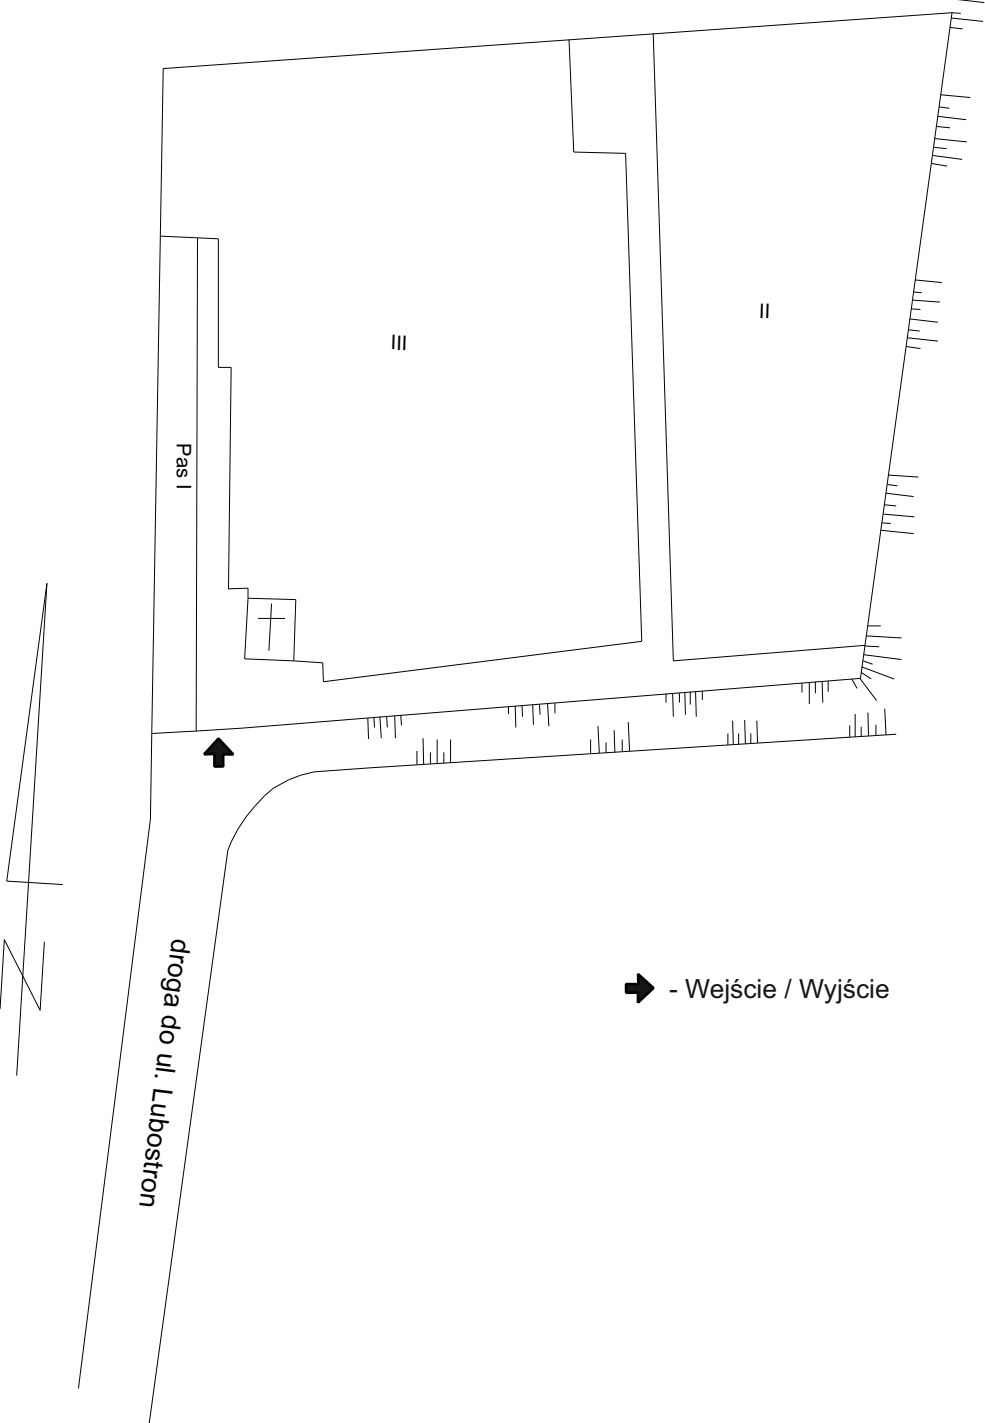 III
II
Pas I
N
- Wejście / Wyjście
droga do ul. Lubostron